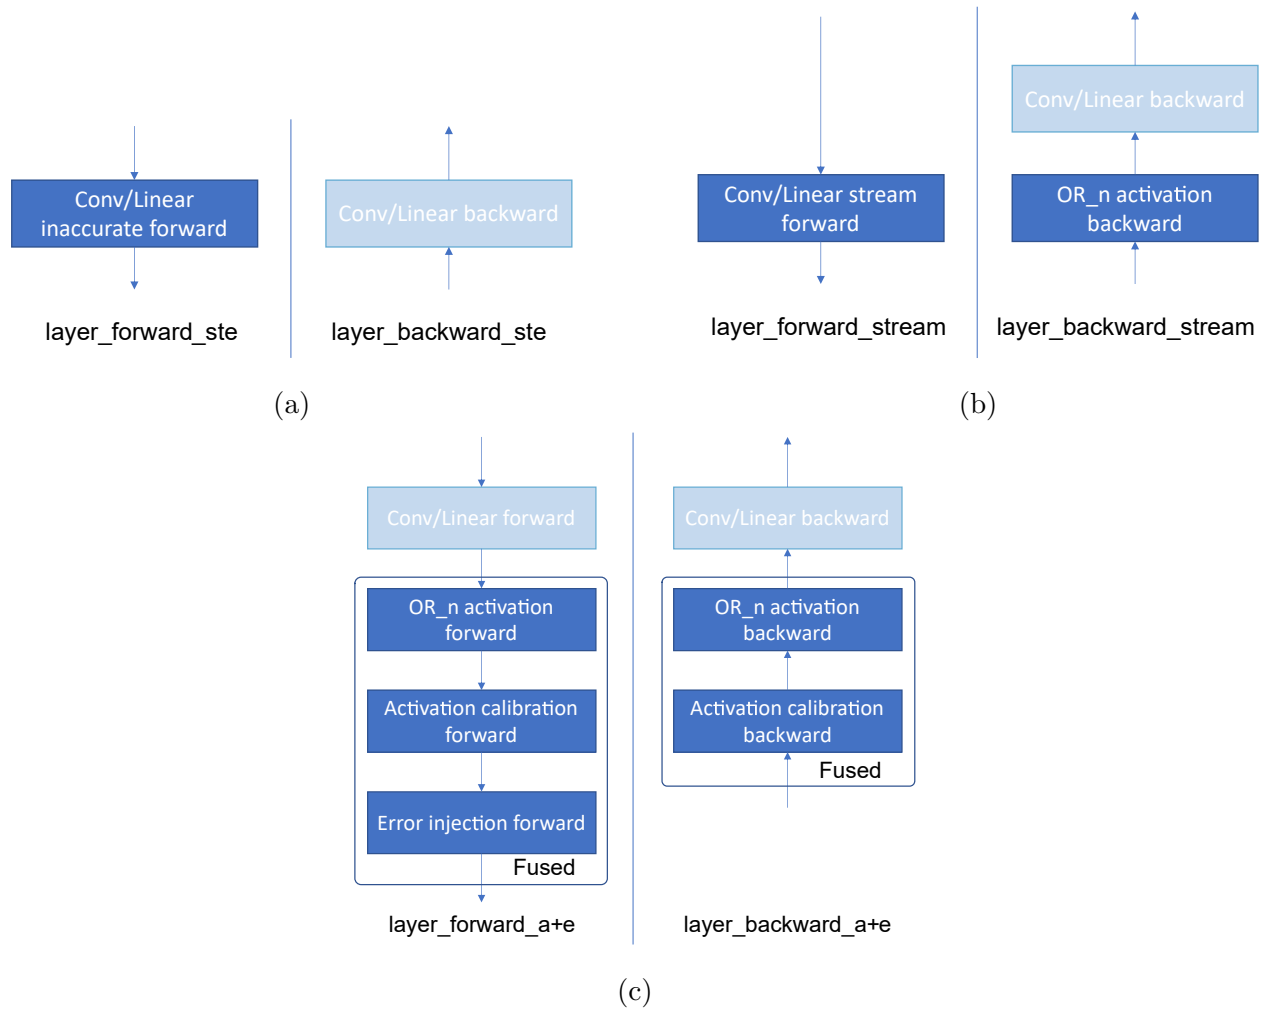 Conv/Linear
inaccurate forward
layer_forward_ste
Conv/Linear backward
layer_backward_ste
(a)
Conv/Linear stream
forward
layer_forward_stream
Conv/Linear backward
OR_n activation
backward
layer_backward_stream
(b)
Conv/Linear forward
OR_n activation
forward
Activation calibration
forward
Error injection forward
Fused
layer_forward_a+e
Conv/Linear backward
OR_n activation
backward
Activation calibration
backward
Fused
layer_backward_a+e
(c)